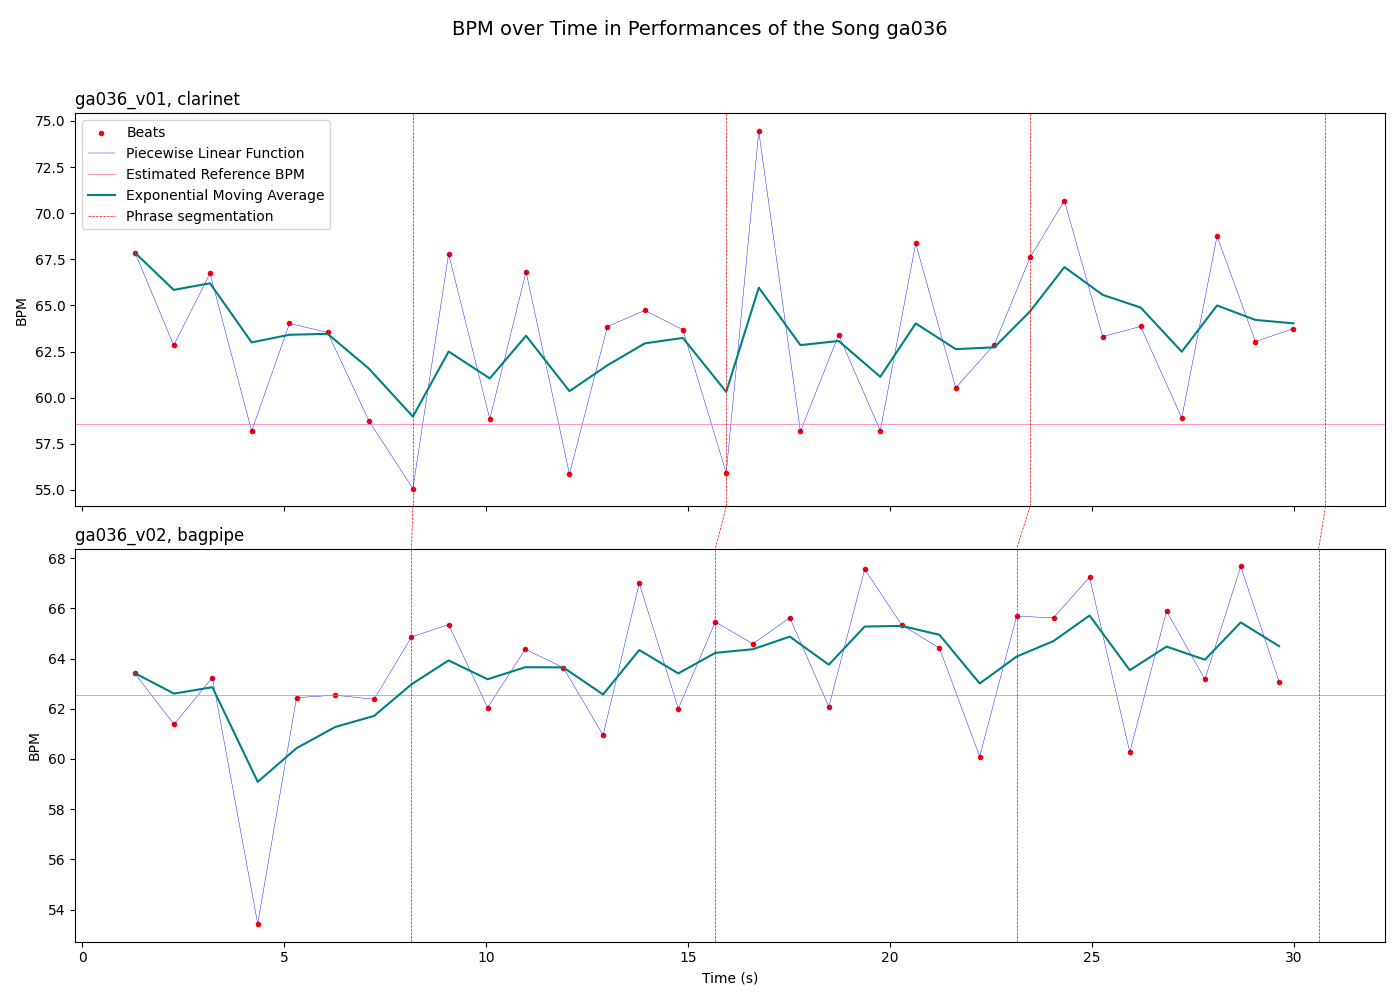 BPM over Time in Performances of the Song ga036
ga036_v01, clarinet
75.0
72.5
70.0
67.5
65.0
62.5
60.0
57.5
55.0
BPM
Beats
Piecewise Linear Function
Estimated Reference BPM
Exponential Moving Average
Phrase segmentation
ga036_v02, bagpipe
68
66
64
62
60
58
56
54
BPM
0 5 10 15 20 25 30
Time (s)